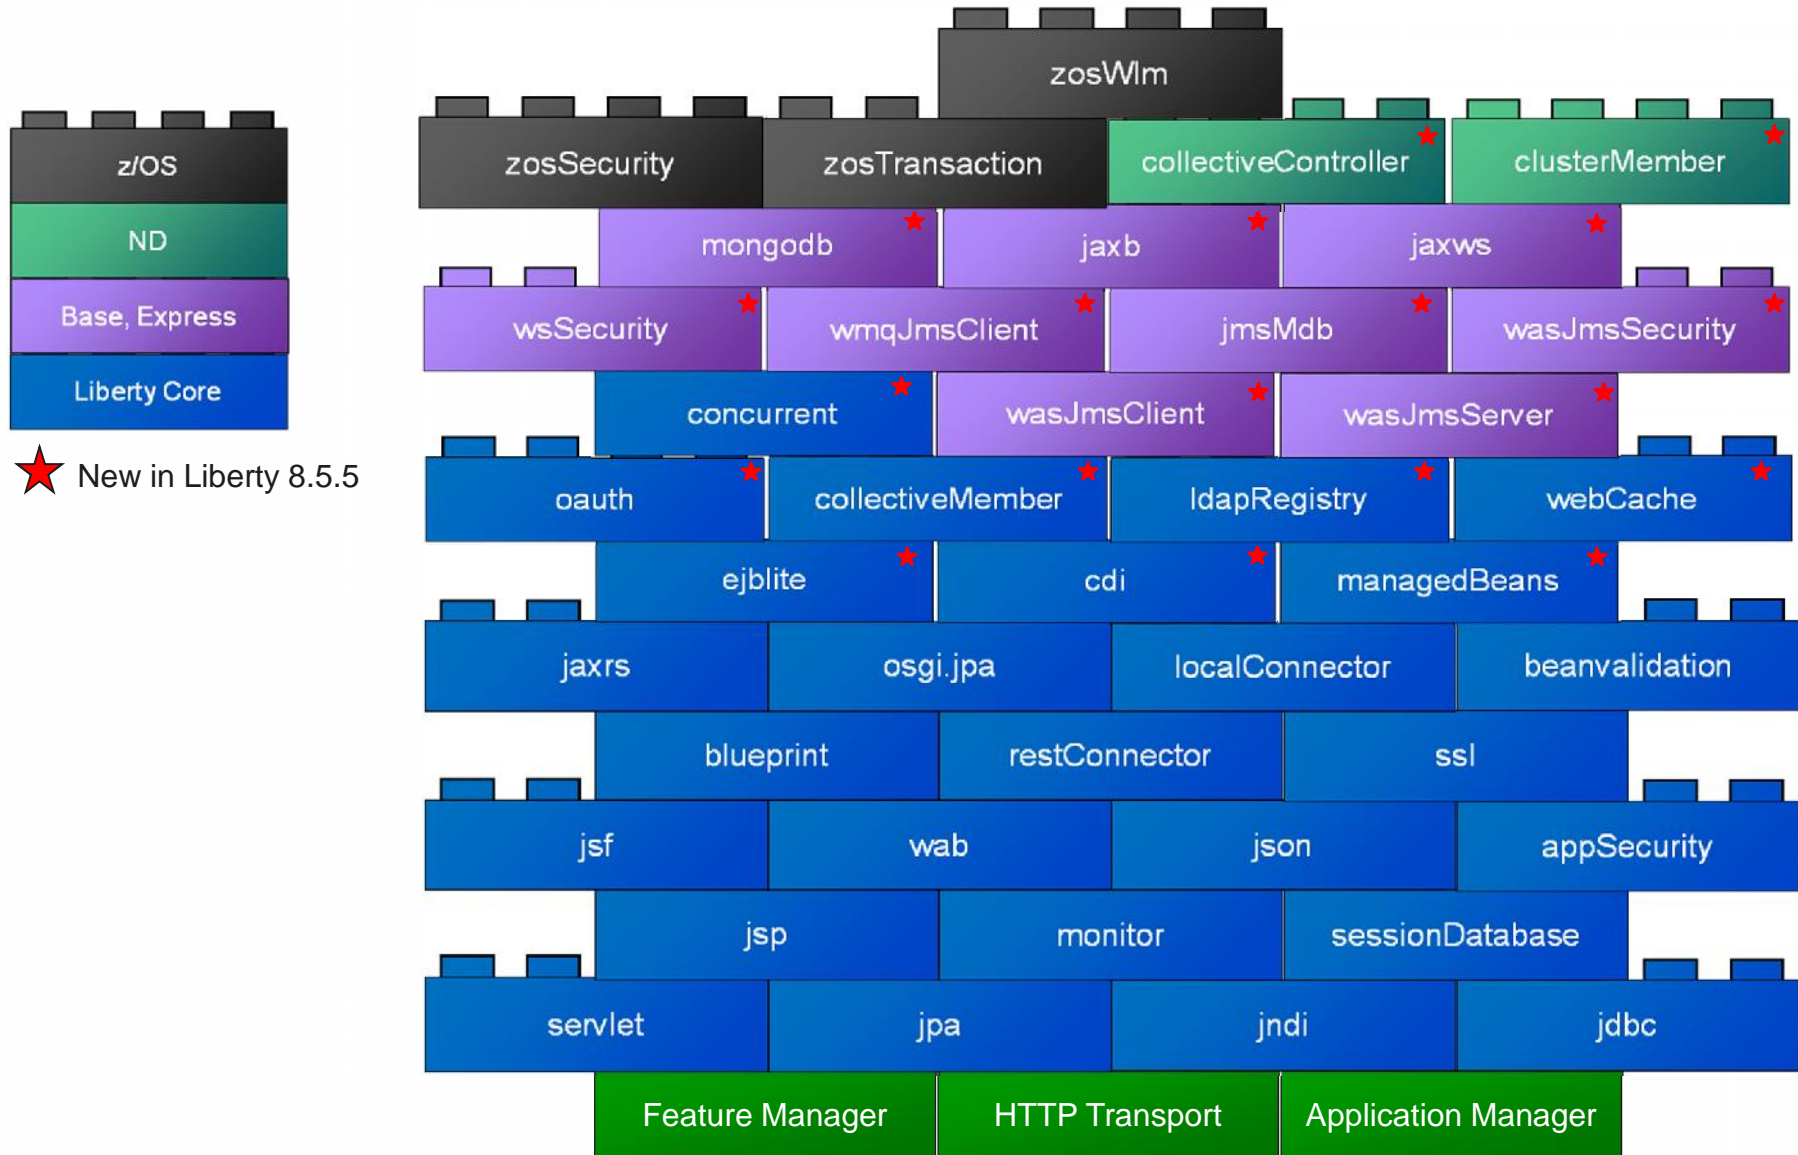 z/OS
ND
Base, Express
Liberty Core
New in Liberty 8.5.5
zosWlm
zosSecurity
zosTransaction
collectiveController
clusterMember
mongodb
jaxb
jaxws
wsSecurity
wmqJmsClient
jmsMdb
wasJmsSecurity
concurrent
wasJmsClient
wasJmsServer
oauth
collectiveMember
ldapRegistry
webCache
ejblite
cdi
managedBeans
jaxrs
osgi.jpa
localConnector
beanvalidation
blueprint
restConnector
ssl
jsf
wab
json
appSecurity
jsp
monitor
sessionDatabase
servlet
jpa
jndi
jdbc
Feature Manager
HTTP Transport
Application Manager